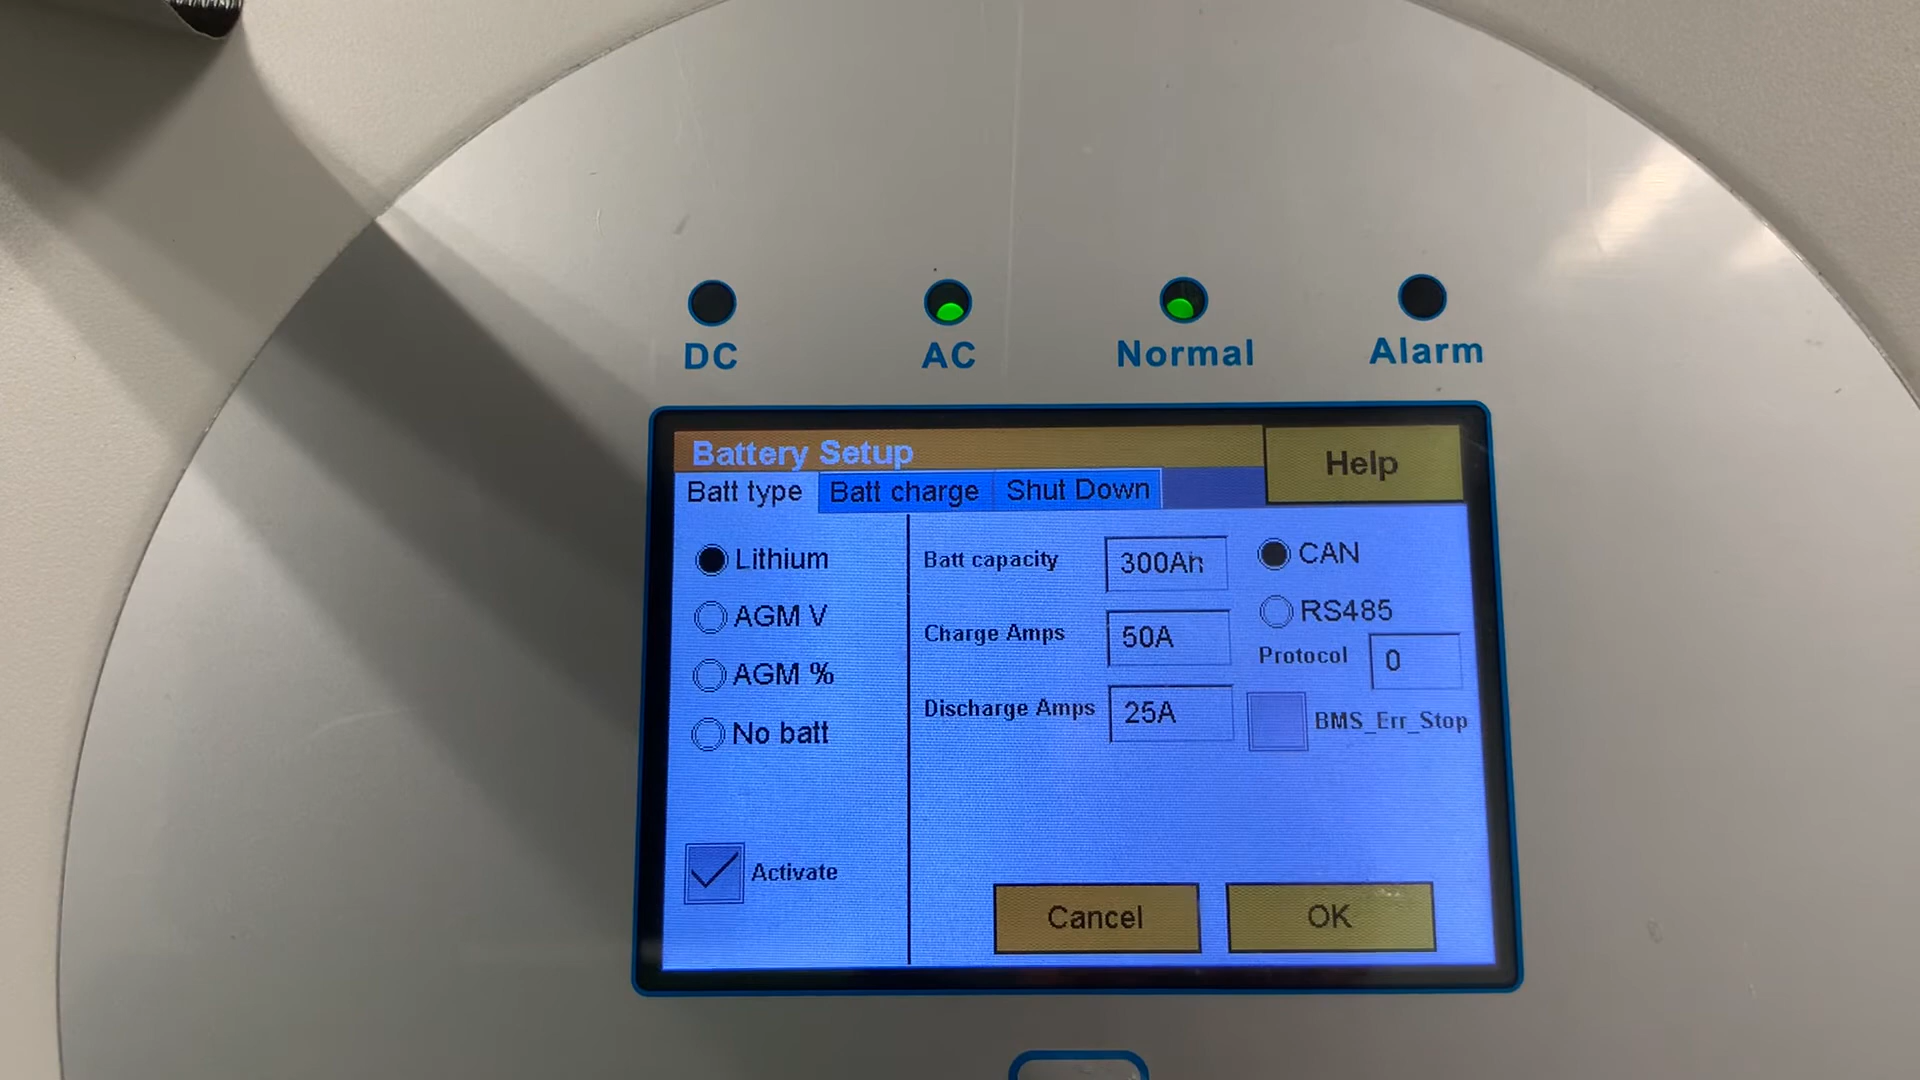 DC AC Normal Alarm
Battery Setup
Help
Batt type Batt charge Shut Down
Lithium
AGM V
AGM %
No batt
Activate
Batt capacity 300Ah
Charge Amps 50A
Discharge Amps 25A
CAN
RS485
Protocol 0
BMS_Err_Stop
Cancel OK